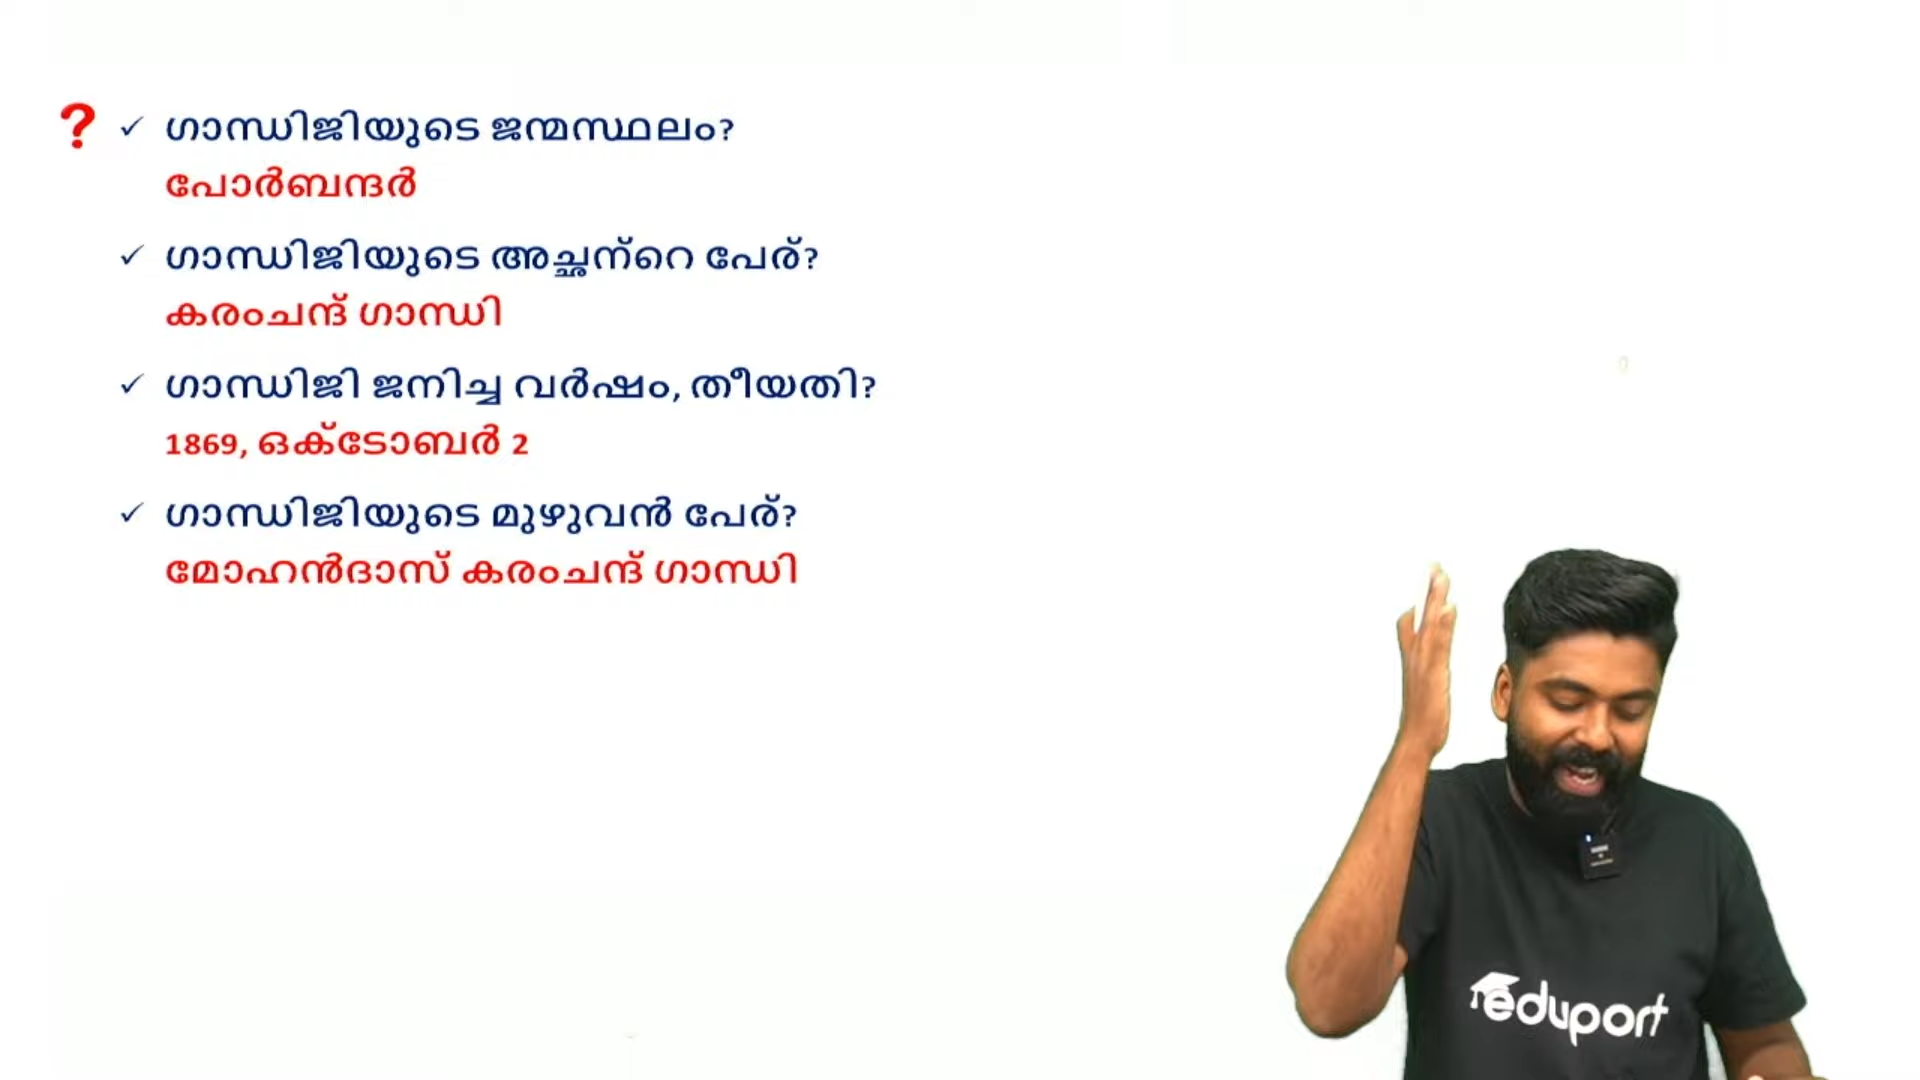 ? ✓ ഗാന്ധിജിയുടെ ജന്മസ്ഥലം?
പോർബന്ദർ
✓ ഗാന്ധിജിയുടെ അച്ഛന്റെ പേര്?
കരംചന്ദ് ഗാന്ധി
✓ ഗാന്ധിജി ജനിച്ച വർഷം, തീയതി?
1869, ഒക്ടോബർ 2
✓ ഗാന്ധിജിയുടെ മുഴുവൻ പേര്?
മോഹൻദാസ് കരംചന്ദ് ഗാന്ധി
eduport